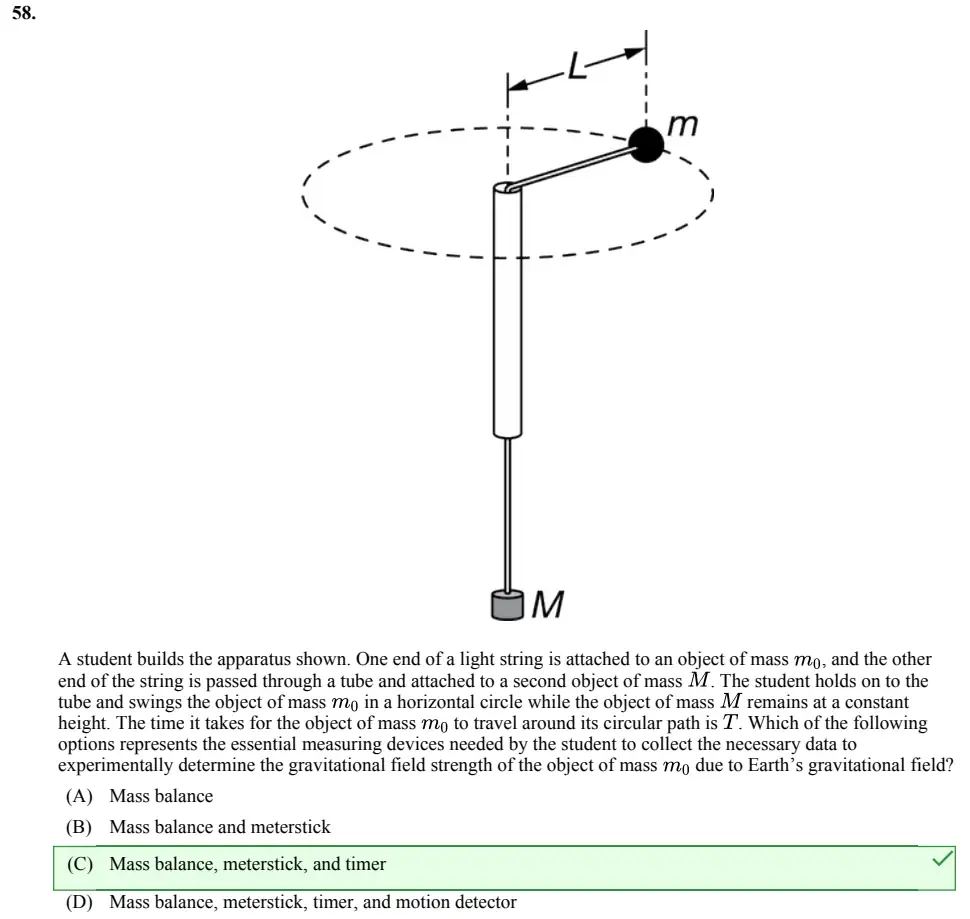 58.
L
m
M
A student builds the apparatus shown. One end of a light string is attached to an object of mass m₀, and the other
end of the string is passed through a tube and attached to a second object of mass M. The student holds on to the
tube and swings the object of mass m₀ in a horizontal circle while the object of mass M remains at a constant
height. The time it takes for the object of mass m₀ to travel around its circular path is T. Which of the following
options represents the essential measuring devices needed by the student to collect the necessary data to
experimentally determine the gravitational field strength of the object of mass m₀ due to Earth’s gravitational field?
(A) Mass balance
(B) Mass balance and meterstick
(C) Mass balance, meterstick, and timer
(D) Mass balance, meterstick, timer, and motion detector